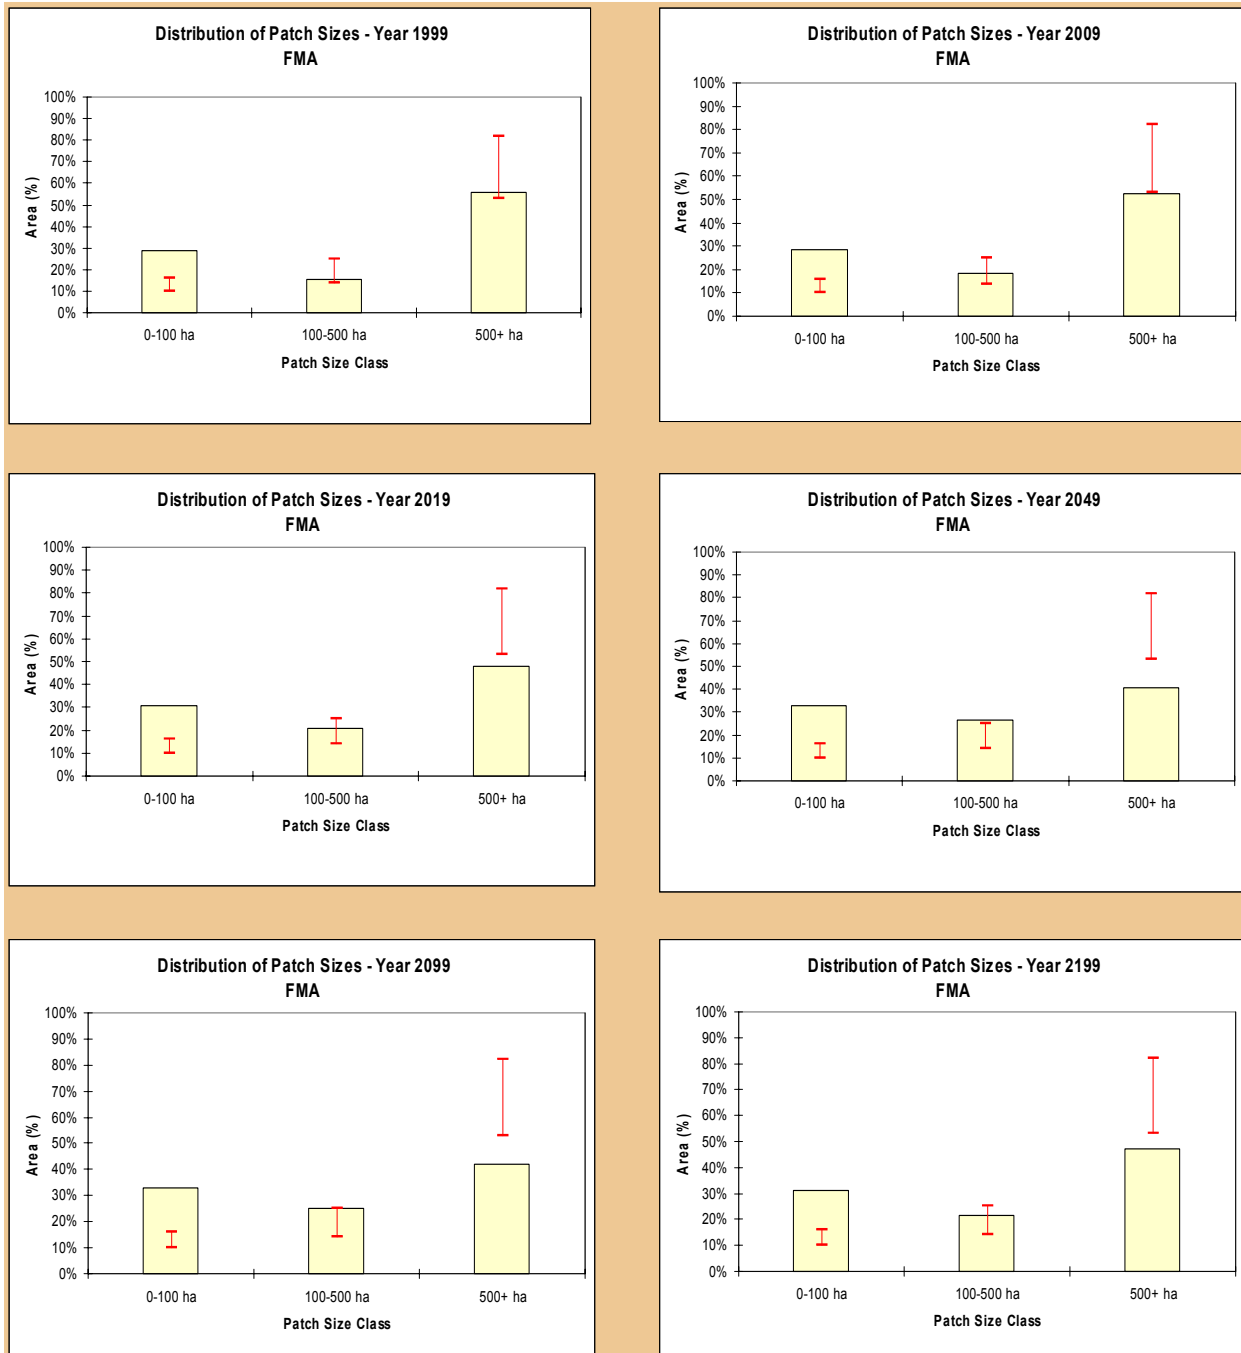 Distribution of Patch Sizes - Year 1999
FMA
100%
90%
80%
70%
60%
50%
40%
30%
20%
10%
0%
Area (%)
0-100 ha
100-500 ha
500+ ha
Patch Size Class
Distribution of Patch Sizes - Year 2009
FMA
100%
90%
80%
70%
60%
50%
40%
30%
20%
10%
0%
Area (%)
0-100 ha
100-500 ha
500+ ha
Patch Size Class
Distribution of Patch Sizes - Year 2019
FMA
100%
90%
80%
70%
60%
50%
40%
30%
20%
10%
0%
Area (%)
0-100 ha
100-500 ha
500+ ha
Patch Size Class
Distribution of Patch Sizes - Year 2049
FMA
100%
90%
80%
70%
60%
50%
40%
30%
20%
10%
0%
Area (%)
0-100 ha
100-500 ha
500+ ha
Patch Size Class
Distribution of Patch Sizes - Year 2099
FMA
100%
90%
80%
70%
60%
50%
40%
30%
20%
10%
0%
Area (%)
0-100 ha
100-500 ha
500+ ha
Patch Size Class
Distribution of Patch Sizes - Year 2199
FMA
100%
90%
80%
70%
60%
50%
40%
30%
20%
10%
0%
Area (%)
0-100 ha
100-500 ha
500+ ha
Patch Size Class